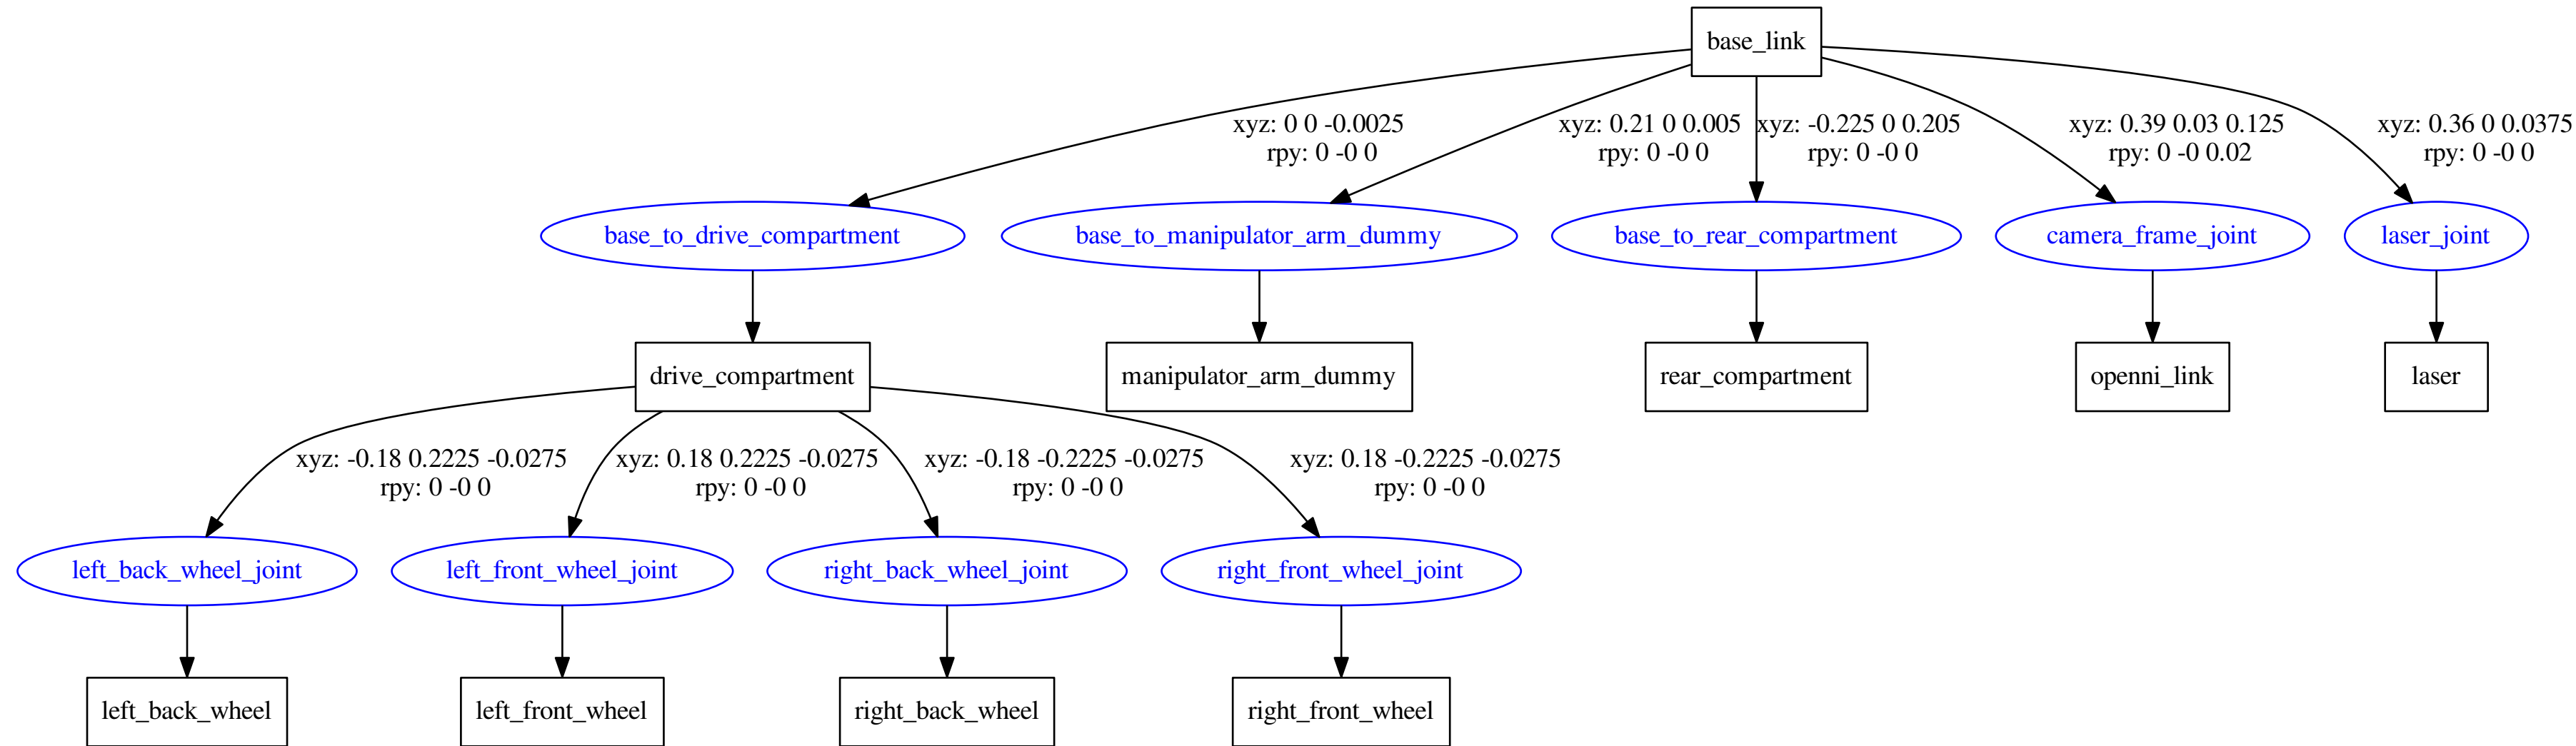 base_link
xyz: 0 0 -0.0025
rpy: 0 -0 0
xyz: 0.21 0 0.005
rpy: 0 -0 0
xyz: -0.225 0 0.205
rpy: 0 -0 0
xyz: 0.39 0.03 0.125
rpy: 0 -0 0.02
xyz: 0.36 0 0.0375
rpy: 0 -0 0
base_to_drive_compartment
base_to_manipulator_arm_dummy
base_to_rear_compartment
camera_frame_joint
laser_joint
drive_compartment
manipulator_arm_dummy
rear_compartment
openni_link
laser
xyz: -0.18 0.2225 -0.0275
rpy: 0 -0 0
xyz: 0.18 0.2225 -0.0275
rpy: 0 -0 0
xyz: -0.18 -0.2225 -0.0275
rpy: 0 -0 0
xyz: 0.18 -0.2225 -0.0275
rpy: 0 -0 0
left_back_wheel_joint
left_front_wheel_joint
right_back_wheel_joint
right_front_wheel_joint
left_back_wheel
left_front_wheel
right_back_wheel
right_front_wheel